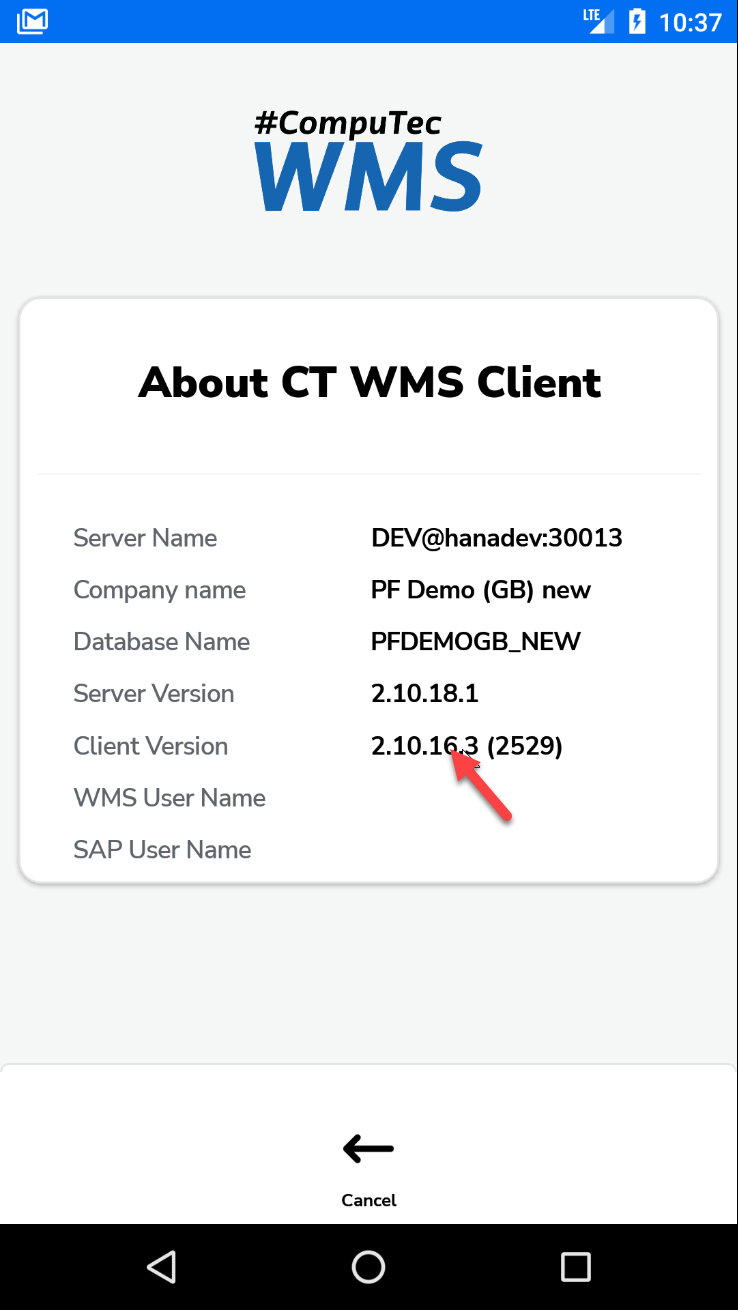 LTE 10:37
#CompuTec
WMS
About CT WMS Client
Server Name DEV@hanadev:30013
Company name PF Demo (GB) new
Database Name PFDEMOGB_NEW
Server Version 2.10.18.1
Client Version 2.10.16.3 (2529)
WMS User Name
SAP User Name
Cancel